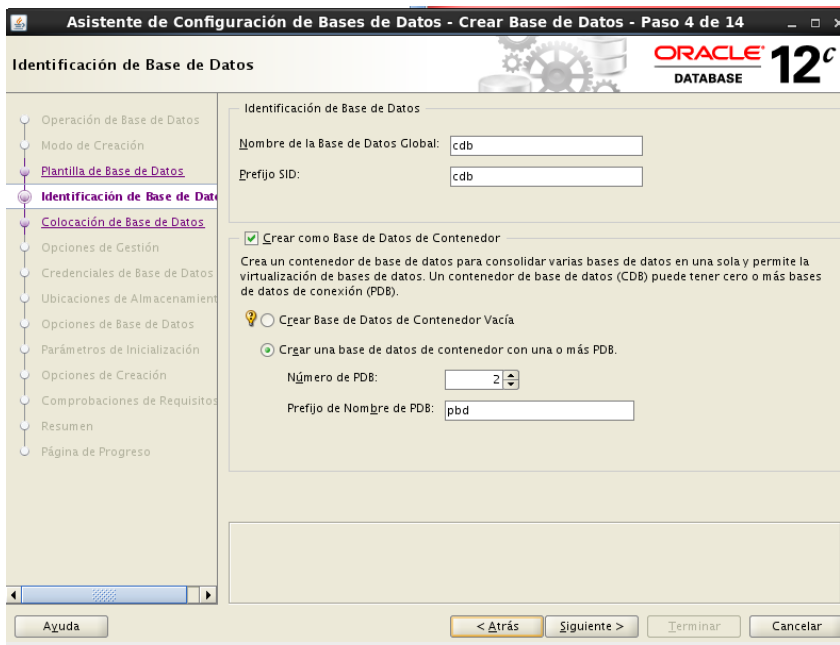 Asistente de Configuración de Bases de Datos - Crear Base de Datos - Paso 4 de 14
Identificación de Base de Datos
ORACLE
DATABASE
12c
Operación de Base de Datos
Modo de Creación
Plantilla de Base de Datos
Identificación de Base de Dato
Colocación de Base de Datos
Opciones de Gestión
Credenciales de Base de Datos
Ubicaciones de Almacenamient
Opciones de Base de Datos
Parámetros de Inicialización
Opciones de Creación
Comprobaciones de Requisitos
Resumen
Página de Progreso
Identificación de Base de Datos
Nombre de la Base de Datos Global: cdb
Prefijo SID: cdb
Crear como Base de Datos de Contenedor
Crea un contenedor de base de datos para consolidar varias bases de datos en una sola y permite la
virtualización de bases de datos. Un contenedor de base de datos (CDB) puede tener cero o más bases
de datos de conexión (PDB).
Crear Base de Datos de Contenedor Vacía
Crear una base de datos de contenedor con una o más PDB.
Número de PDB: 2
Prefijo de Nombre de PDB: pbd
Ayuda
< Atrás
Siguiente >
Terminar
Cancelar